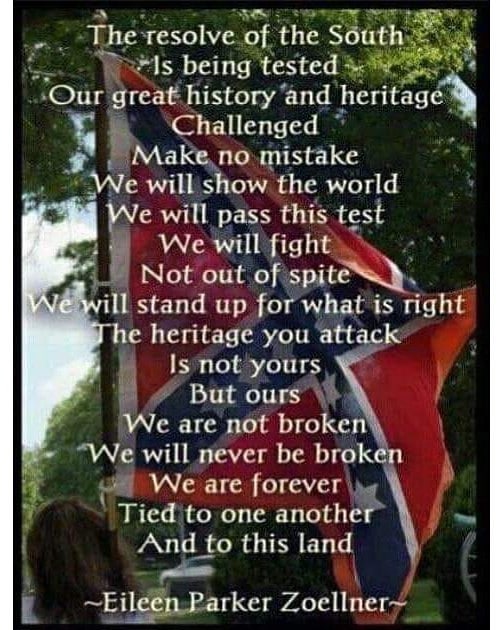 The resolve of the South
Is being tested
Our great history and heritage
Challenged
Make no mistake
We will show the world
We will pass this test
We will fight
Not out of spite
We will stand up for what is right
The heritage you attack
Is not yours
But ours
We are not broken
We will never be broken
We are forever
Tied to one another
And to this land
~Eileen Parker Zoellner~